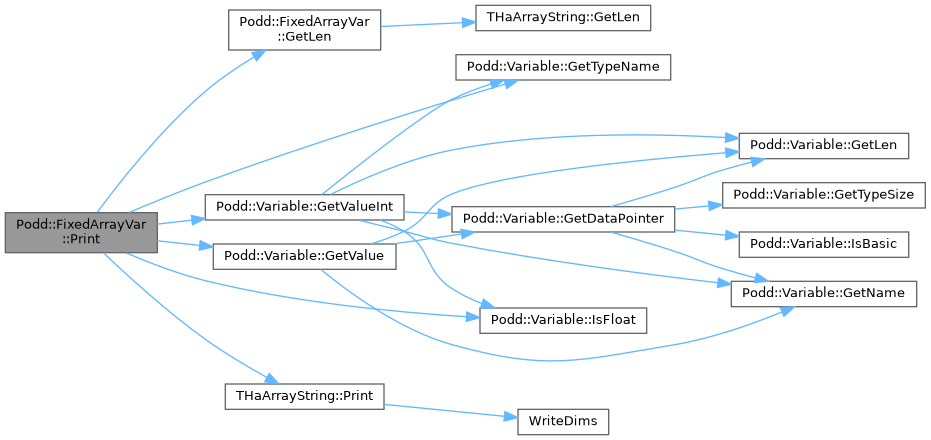 Podd::FixedArrayVar
::Print
Podd::FixedArrayVar
::GetLen
THaArrayString::GetLen
Podd::Variable::GetTypeName
Podd::Variable::GetValueInt
Podd::Variable::GetValue
Podd::Variable::GetDataPointer
Podd::Variable::GetLen
Podd::Variable::GetTypeSize
Podd::Variable::IsBasic
Podd::Variable::GetName
Podd::Variable::IsFloat
THaArrayString::Print
WriteDims